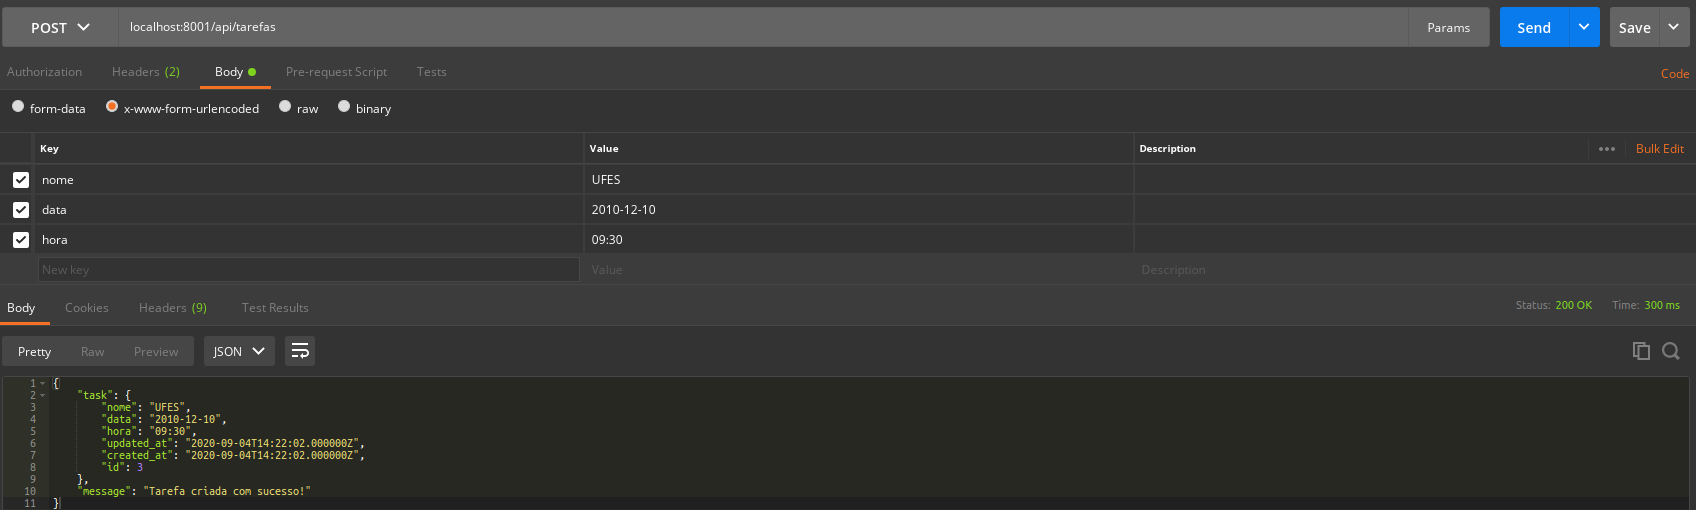 POST localhost:8001/api/tarefas Params Send Save
Authorization Headers (2) Body Pre-request Script Tests Code
form-data x-www-form-urlencoded raw binary
Key Value Description ••• Bulk Edit
nome UFES
data 2010-12-10
hora 09:30
New key Value Description
Body Cookies Headers (9) Test Results Status: 200 OK Time: 300 ms
Pretty Raw Preview JSON
1 {
2 "task": {
3 "nome": "UFES",
4 "data": "2010-12-10",
5 "hora": "09:30",
6 "updated_at": "2020-09-04T14:22:02.000000Z",
7 "created_at": "2020-09-04T14:22:02.000000Z",
8 "id": 3
9 },
10 "message": "Tarefa criada com sucesso!"
11 }